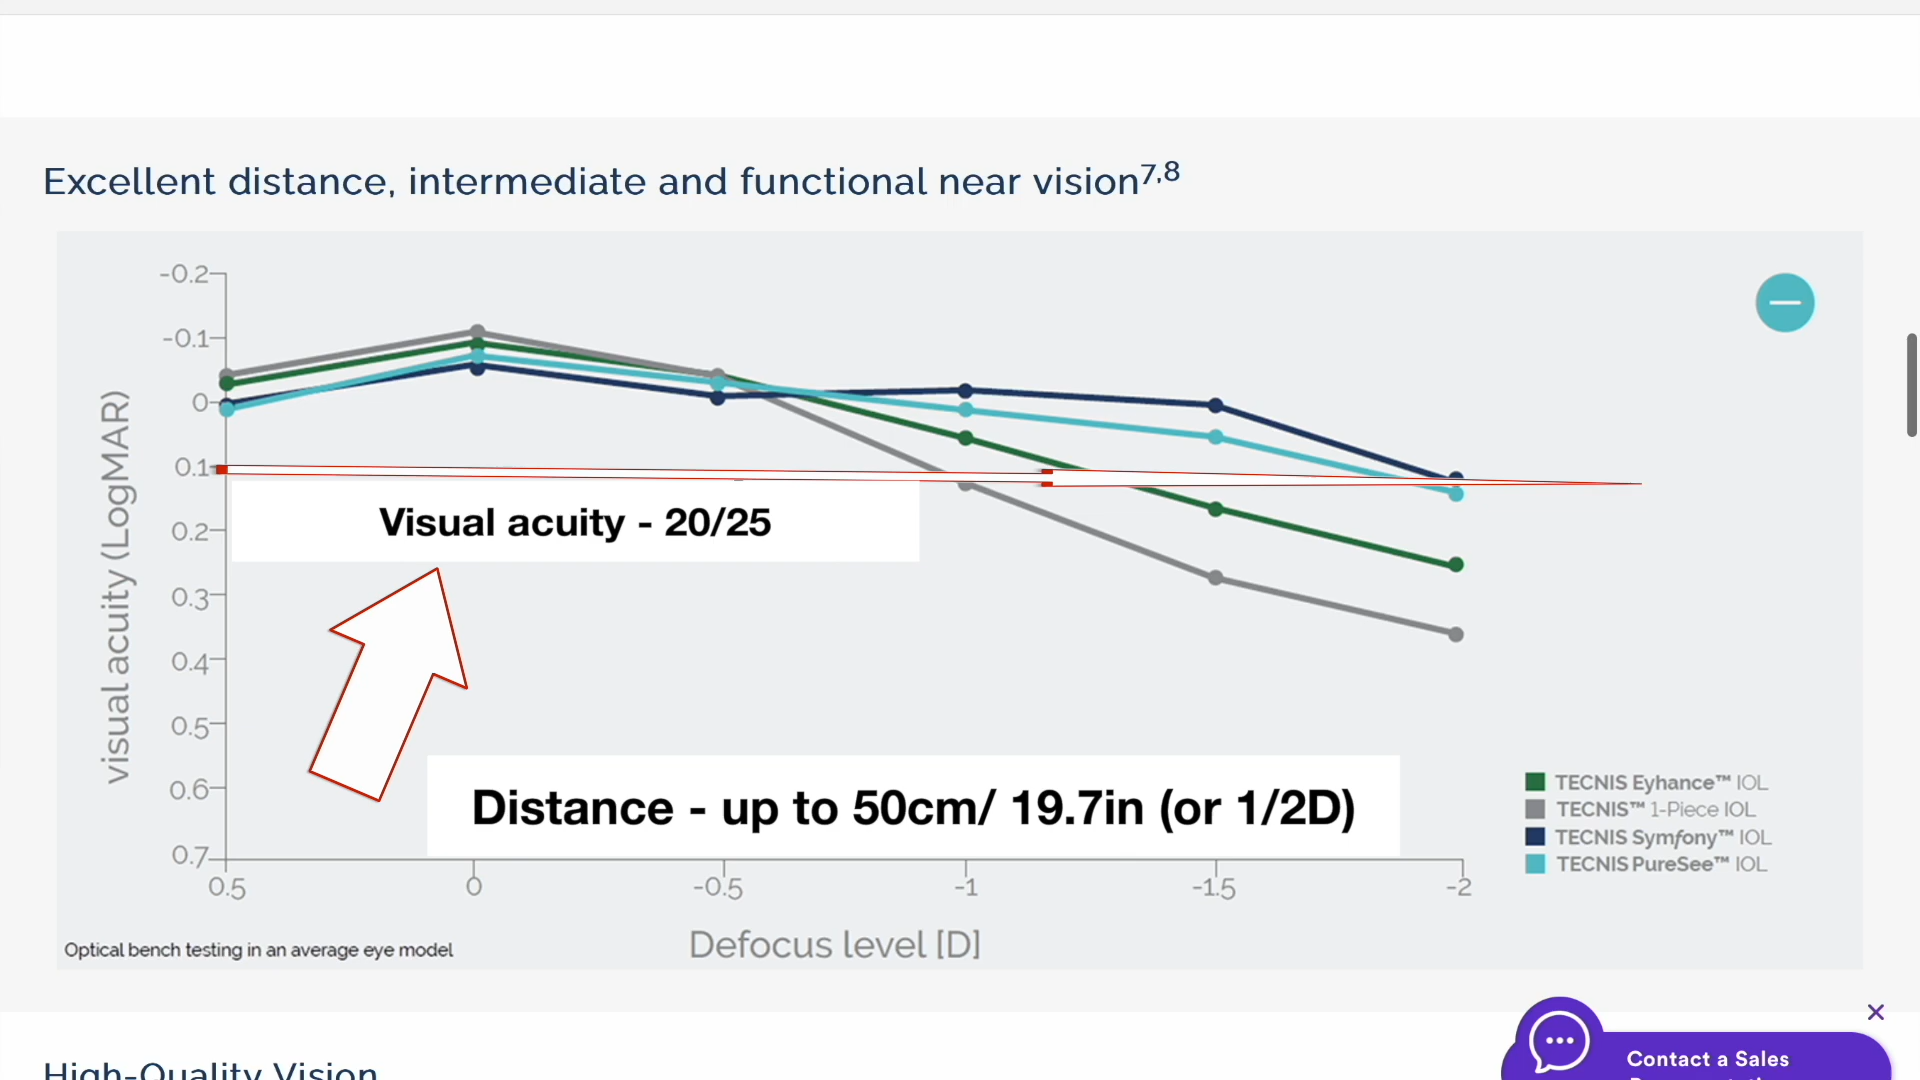 Excellent distance, intermediate and functional near vision7,8
-0.2
-0.1
0
0.1
0.2
0.3
0.4
0.5
0.6
0.7
visual acuity (LogMAR)
Visual acuity - 20/25
Distance - up to 50cm/ 19.7in (or 1/2D)
TECNIS Eyhance™ IOL
TECNIS™ 1-Piece IOL
TECNIS Symfony™ IOL
TECNIS PureSee™ IOL
0.5 0 -0.5 -1 -1.5 -2
Defocus level [D]
Optical bench testing in an average eye model
High-Quality Vision
Contact a Sales